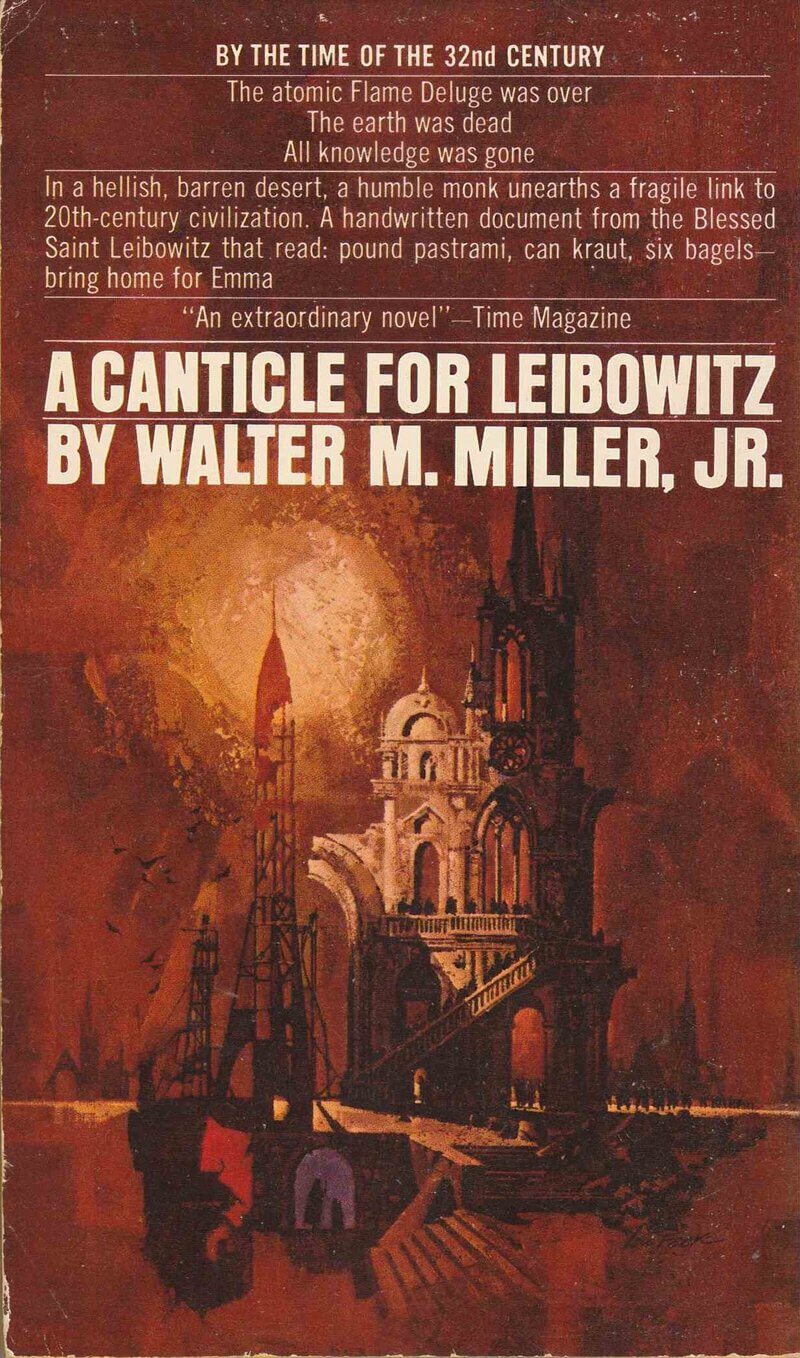 BY THE TIME OF THE 32nd CENTURY
The atomic Flame Deluge was over
The earth was dead
All knowledge was gone
In a hellish, barren desert, a humble monk unearths a fragile link to
20th-century civilization. A handwritten document from the Blessed
Saint Leibowitz that read: pound pastrami, can kraut, six bagels—
bring home for Emma
“An extraordinary novel”—Time Magazine
A CANTICLE FOR LEIBOWITZ
BY WALTER M. MILLER, JR.